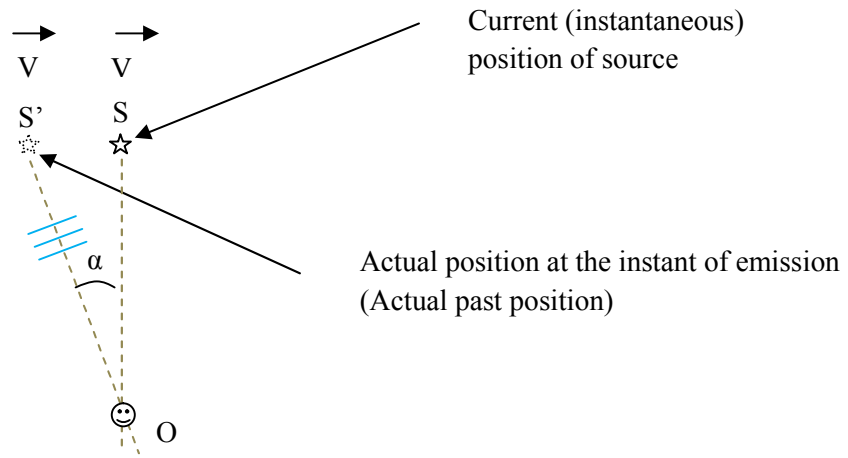 Current (instantaneous)
position of source
V V
S’ S
α
Actual position at the instant of emission
(Actual past position)
O